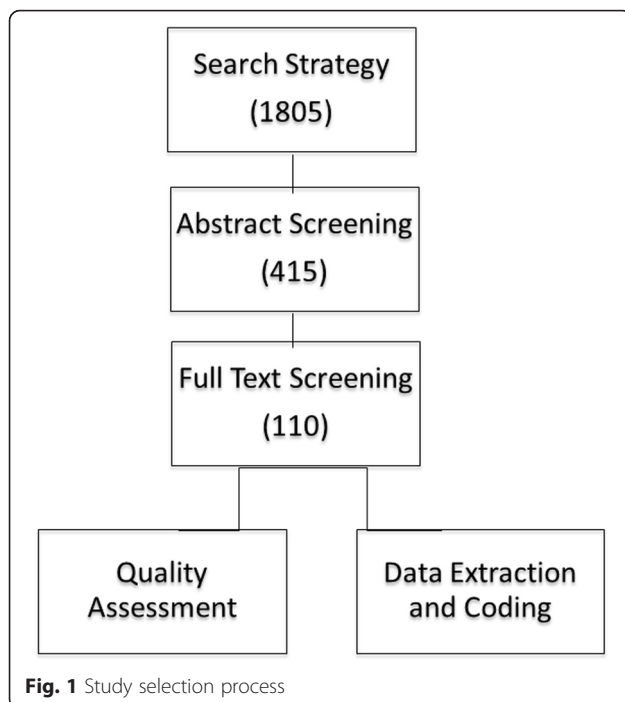 Search Strategy
(1805)
Abstract Screening
(415)
Full Text Screening
(110)
Quality
Assessment
Data Extraction
and Coding
Fig. 1 Study selection process